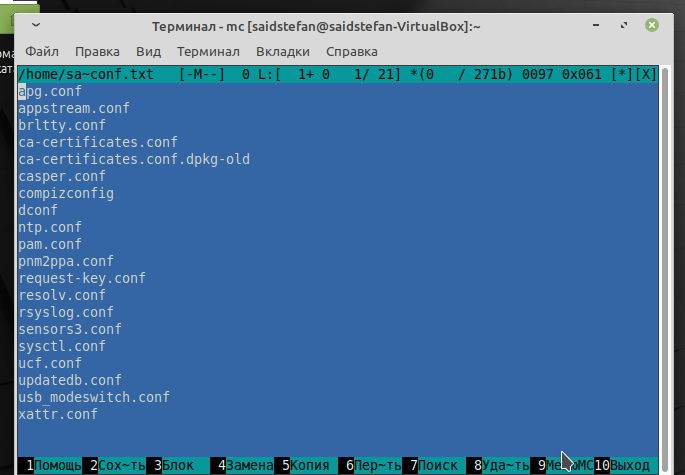 Терминал - mc [saidstefan@saidstefan-VirtualBox]:~
Файл Правка Вид Терминал Вкладки Справка
/home/sa~conf.txt [-M--] 0 L:[ 1+ 0 1/ 21] *(0 / 271b) 0097 0x061 [*][X]
apg.conf
appstream.conf
brltty.conf
ca-certificates.conf
ca-certificates.conf.dpkg-old
casper.conf
compizconfig
dconf
ntp.conf
pam.conf
pnm2ppa.conf
request-key.conf
resolv.conf
rsyslog.conf
sensors3.conf
sysctl.conf
ucf.conf
updatedb.conf
usb_modeswitch.conf
xattr.conf
1Помощь 2Сох~ть 3Блок 4Замена 5Копия 6Пер~ть 7Поиск 8Уда~ть 9МенюMC 10Выход